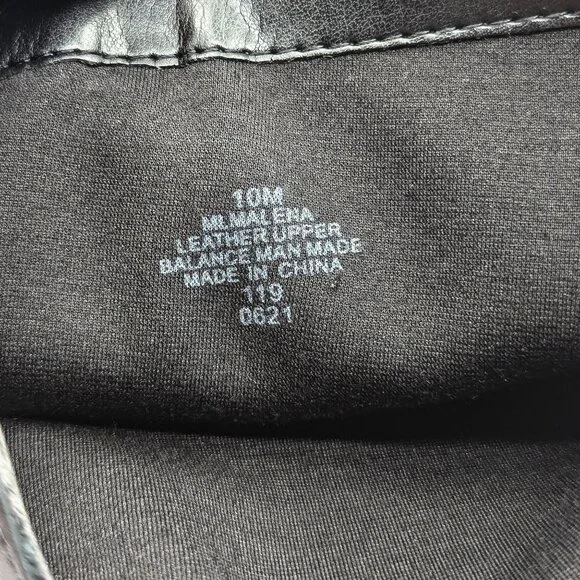 10M
MLMALENA
LEATHER UPPER
BALANCE MAN MADE
MADE IN CHINA
119
0621